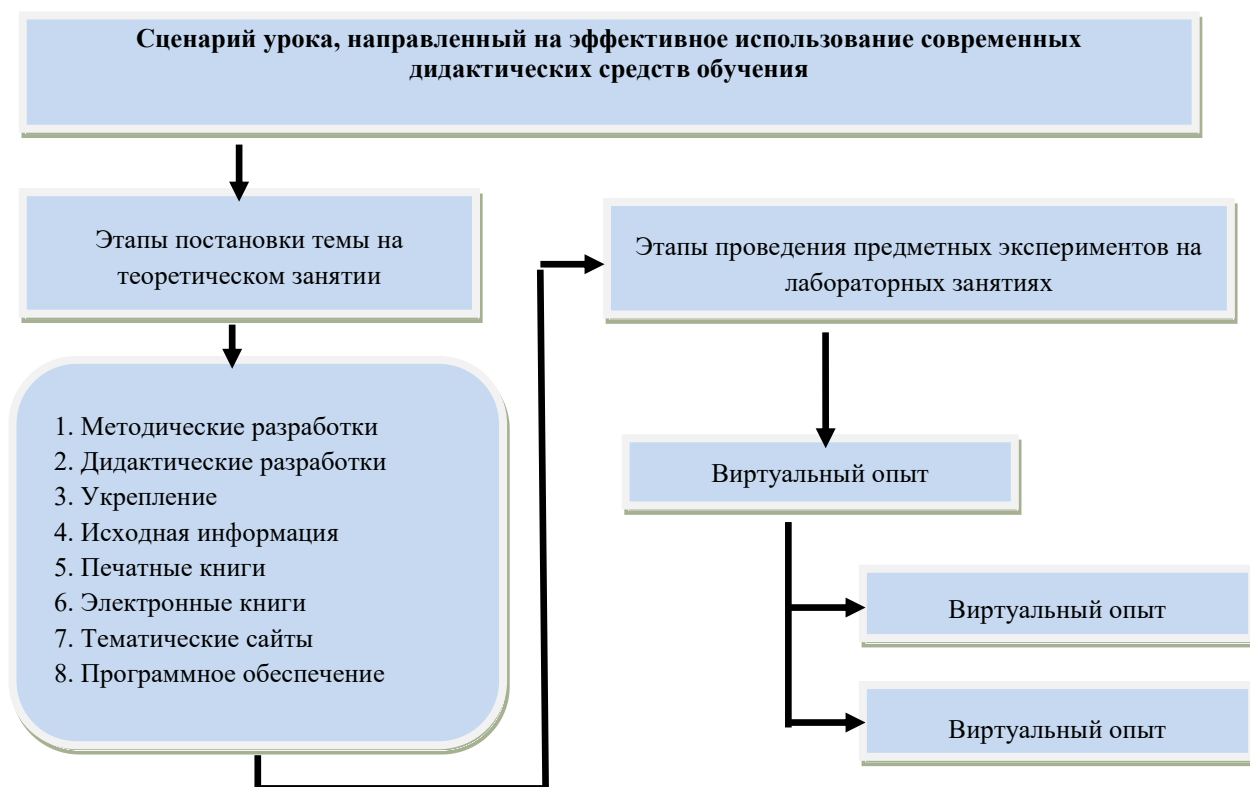 Сценарий урока, направленный на эффективное использование современных
дидактических средств обучения
Этапы постановки темы на
теоретическом занятии
1. Методические разработки
2. Дидактические разработки
3. Укрепление
4. Исходная информация
5. Печатные книги
6. Электронные книги
7. Тематические сайты
8. Программное обеспечение
Этапы проведения предметных экспериментов на
лабораторных занятиях
Виртуальный опыт
Виртуальный опыт
Виртуальный опыт